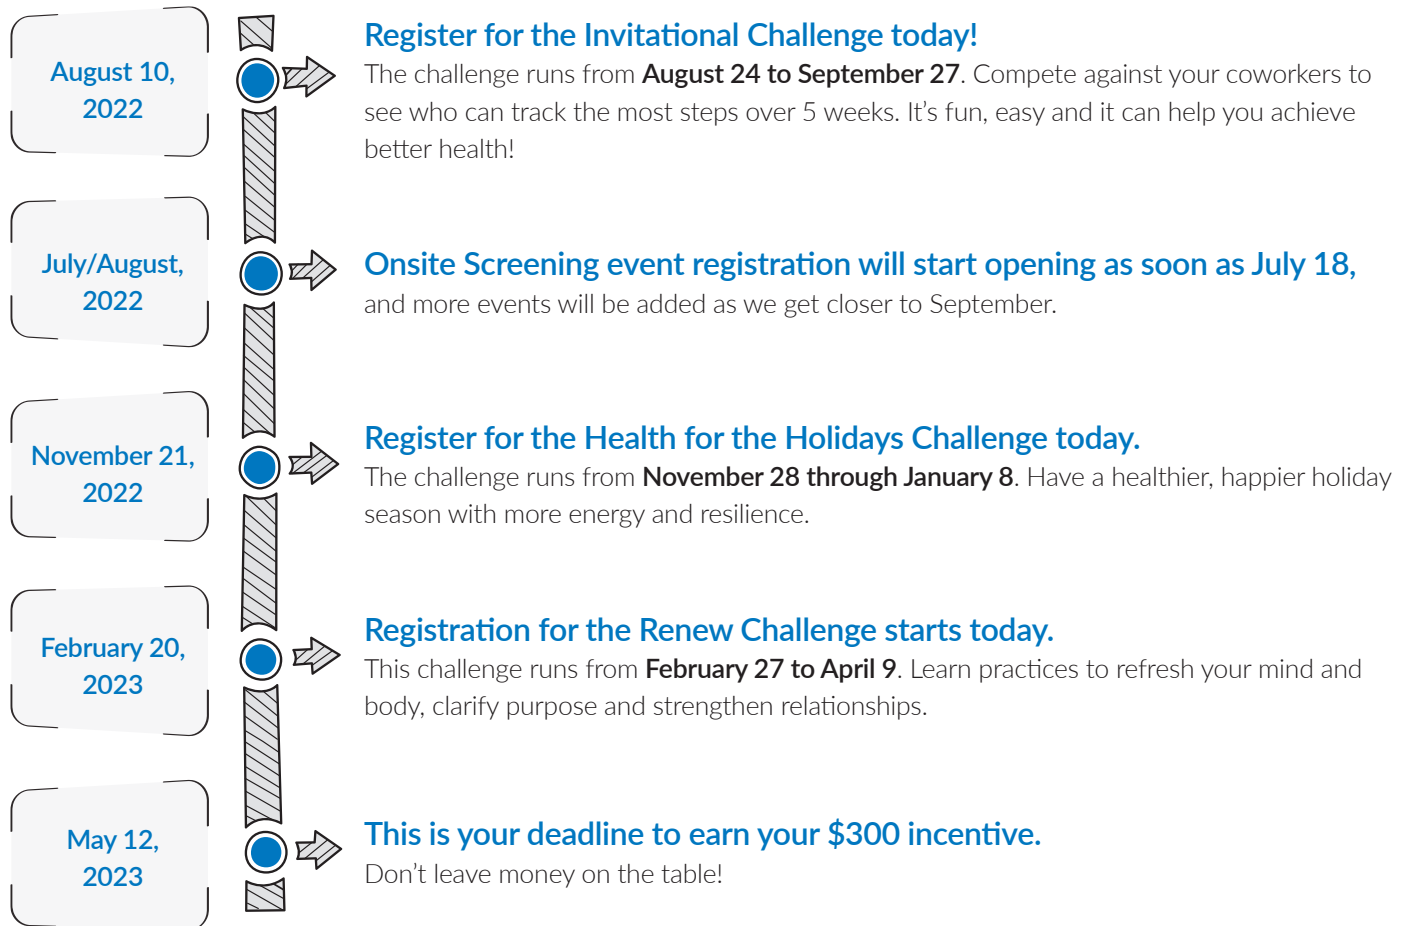 August 10,
2022
Register for the Invitational Challenge today!
The challenge runs from August 24 to September 27. Compete against your coworkers to
see who can track the most steps over 5 weeks. It’s fun, easy and it can help you achieve
better health!
July/August,
2022
Onsite Screening event registration will start opening as soon as July 18,
and more events will be added as we get closer to September.
November 21,
2022
Register for the Health for the Holidays Challenge today.
The challenge runs from November 28 through January 8. Have a healthier, happier holiday
season with more energy and resilience.
February 20,
2023
Registration for the Renew Challenge starts today.
This challenge runs from February 27 to April 9. Learn practices to refresh your mind and
body, clarify purpose and strengthen relationships.
May 12,
2023
This is your deadline to earn your $300 incentive.
Don’t leave money on the table!